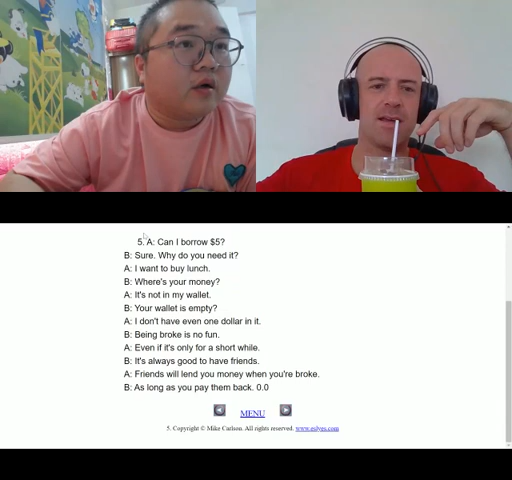 5. A: Can I borrow $5?
B: Sure. Why do you need it?
A: I want to buy lunch.
B: Where's your money?
A: It's not in my wallet.
B: Your wallet is empty?
A: I don't have even one dollar in it.
B: Being broke is no fun.
A: Even if it's only for a short while.
B: It's always good to have friends.
A: Friends will lend you money when you're broke.
B: As long as you pay them back. 0.0
MENU
5. Copyright © Mike Carlson. All rights reserved. www.eslyes.com